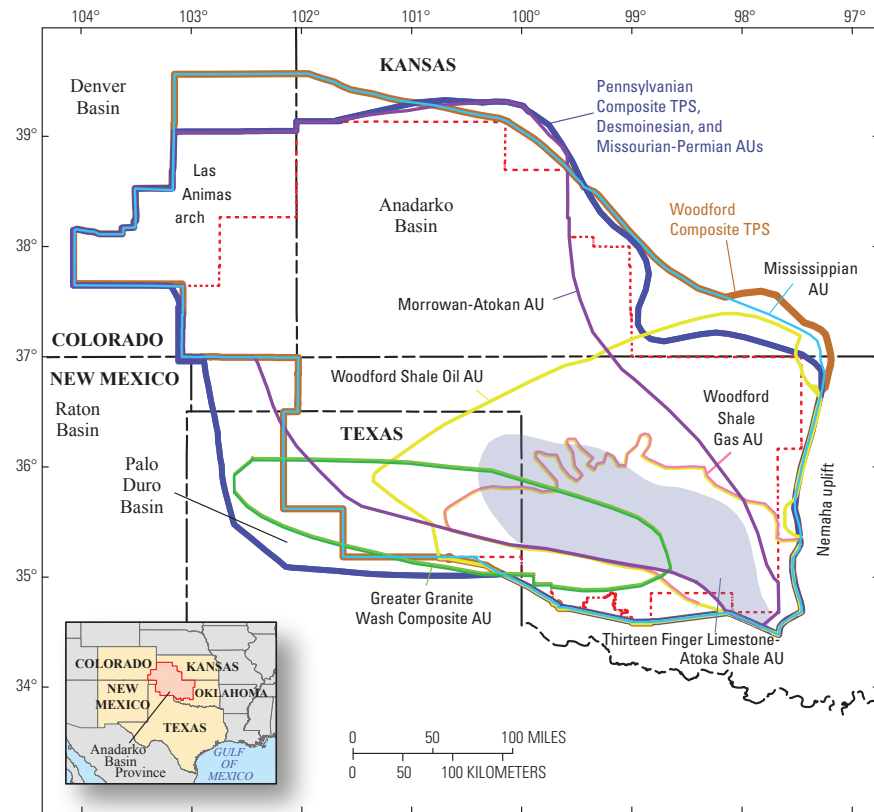 104° 103° 102° 101° 100° 99° 98° 97°
39°
38°
37°
36°
35°
34°
Denver
Basin
KANSAS
Pennsylvanian
Composite TPS,
Desmoinesian, and
Missourian-Permian AUs
Las
Animas
arch
Anadarko
Basin
Woodford
Composite TPS
Mississippian
AU
Morrowan-Atokan AU
COLORADO
NEW MEXICO
Raton
Basin
Woodford Shale Oil AU
TEXAS
Woodford
Shale
Gas AU
Palo
Duro
Basin
Nemaha uplift
Greater Granite
Wash Composite AU
Thirteen Finger Limestone-
Atoka Shale AU
COLORADO
KANSAS
NEW
MEXICO
OKLAHOMA
TEXAS
Anadarko
Basin
Province
GULF
OF
MEXICO
0 50 100 MILES
0 50 100 KILOMETERS